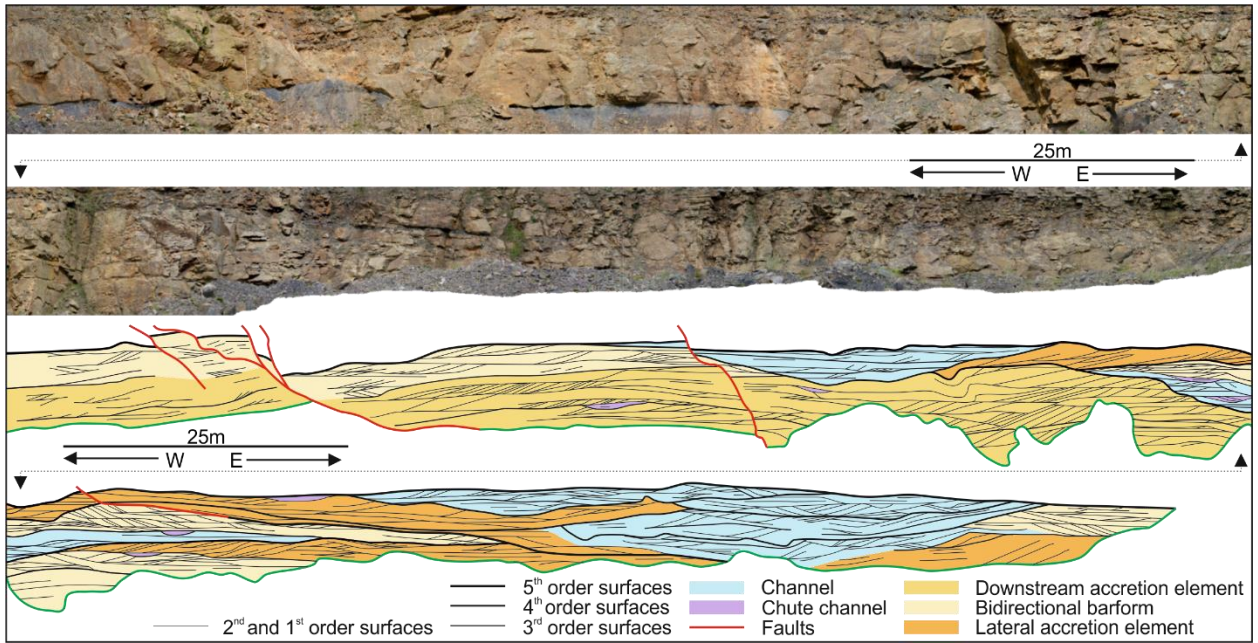 25m
W E
25m
W E
5th order surfaces
4th order surfaces
2nd and 1st order surfaces
3rd order surfaces
Channel
Chute channel
Faults
Downstream accretion element
Bidirectional barform
Lateral accretion element